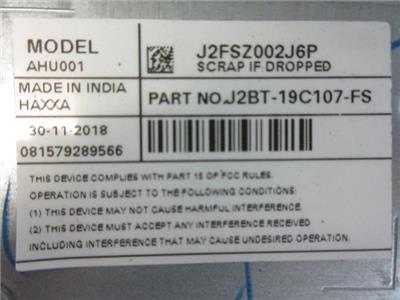 MODEL
AHU001
J2FSZ002J6P
SCRAP IF DROPPED
MADE IN INDIA
HAXXA
PART NO.J2BT-19C107-FS
30-11-2018
081579289566
THIS DEVICE COMPLIES WITH PART 15 OF FCC RULES.
OPERATION IS SUBJECT TO THE FOLLOWING CONDITIONS:
(1) THIS DEVICE MAY NOT CAUSE HARMFUL INTERFERENCE.
(2) THIS DEVICE MUST ACCEPT ANY INTERFERENCE RECEIVED
INCLUDING INTERFERENCE THAT MAY CAUSE UNDESIRED OPERATION.